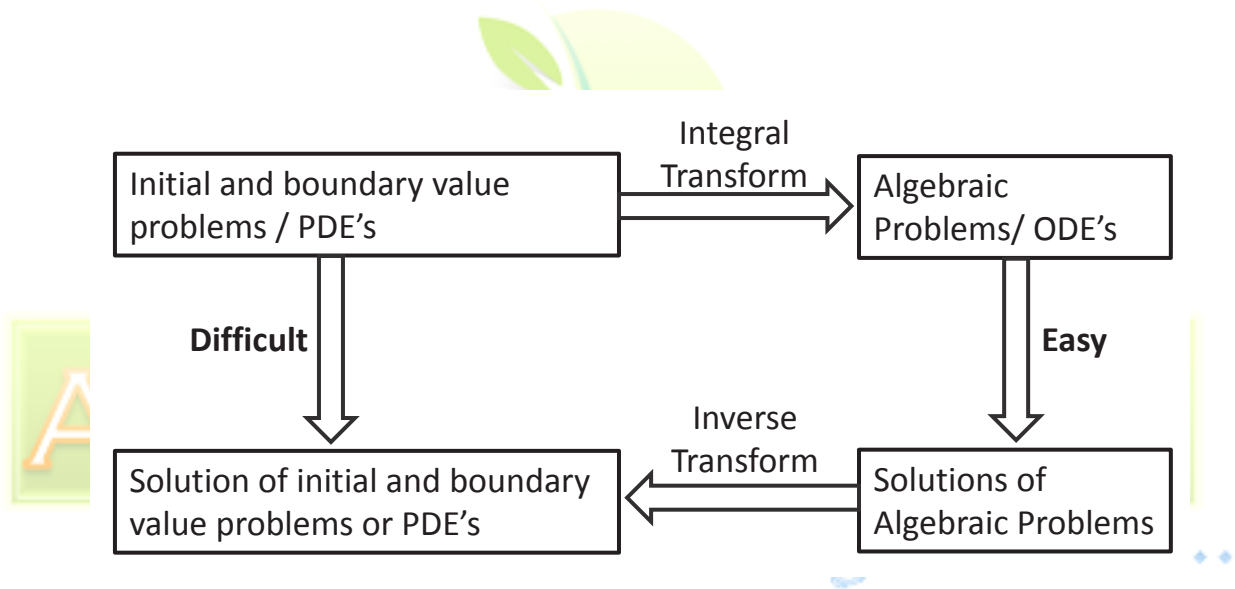 Integral
Transform
Initial and boundary value
problems / PDE’s
Algebraic
Problems/ ODE’s
Difficult
Easy
Inverse
Transform
Solution of initial and boundary
value problems or PDE’s
Solutions of
Algebraic Problems
A